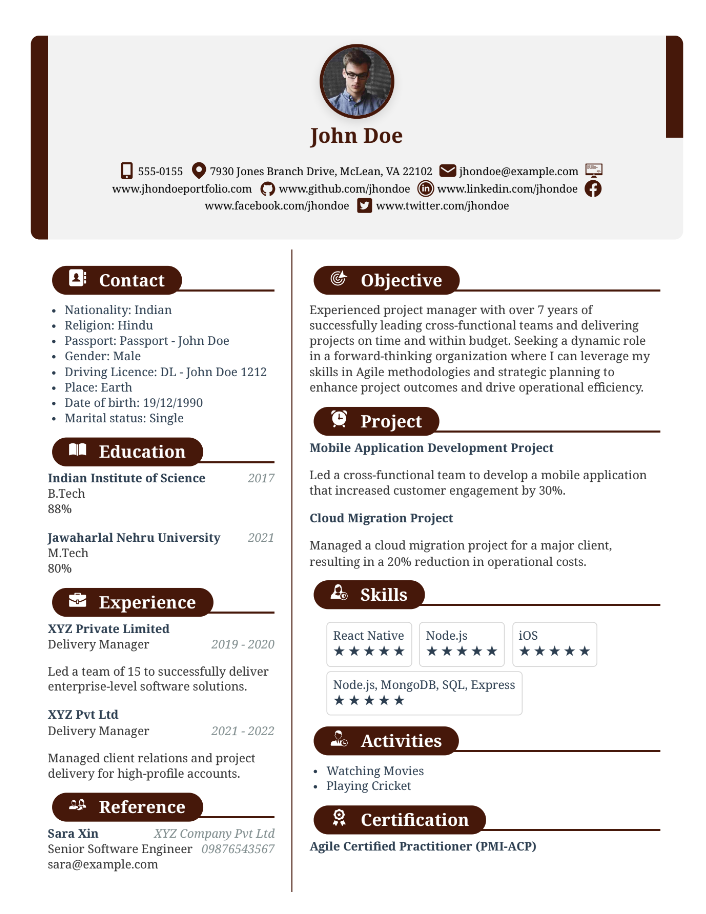 John Doe
555-0155 7930 Jones Branch Drive, McLean, VA 22102 jhondoe@example.com
www.jhondoeportfolio.com www.github.com/jhondoe www.linkedin.com/jhondoe
www.facebook.com/jhondoe www.twitter.com/jhondoe
Contact
• Nationality: Indian
• Religion: Hindu
• Passport: Passport - John Doe
• Gender: Male
• Driving Licence: DL - John Doe 1212
• Place: Earth
• Date of birth: 19/12/1990
• Marital status: Single
Education
Indian Institute of Science 2017
B.Tech
88%
Jawaharlal Nehru University 2021
M.Tech
80%
Experience
XYZ Private Limited
Delivery Manager 2019 - 2020
Led a team of 15 to successfully deliver
enterprise-level software solutions.
XYZ Pvt Ltd
Delivery Manager 2021 - 2022
Managed client relations and project
delivery for high-profile accounts.
Reference
Sara Xin XYZ Company Pvt Ltd
Senior Software Engineer 09876543567
sara@example.com
Objective
Experienced project manager with over 7 years of
successfully leading cross-functional teams and delivering
projects on time and within budget. Seeking a dynamic role
in a forward-thinking organization where I can leverage my
skills in Agile methodologies and strategic planning to
enhance project outcomes and drive operational efficiency.
Project
Mobile Application Development Project
Led a cross-functional team to develop a mobile application
that increased customer engagement by 30%.
Cloud Migration Project
Managed a cloud migration project for a major client,
resulting in a 20% reduction in operational costs.
Skills
React Native Node.js iOS
★★★★★ ★★★★★ ★★★★★
Node.js, MongoDB, SQL, Express
★★★★★
Activities
• Watching Movies
• Playing Cricket
Certification
Agile Certified Practitioner (PMI-ACP)